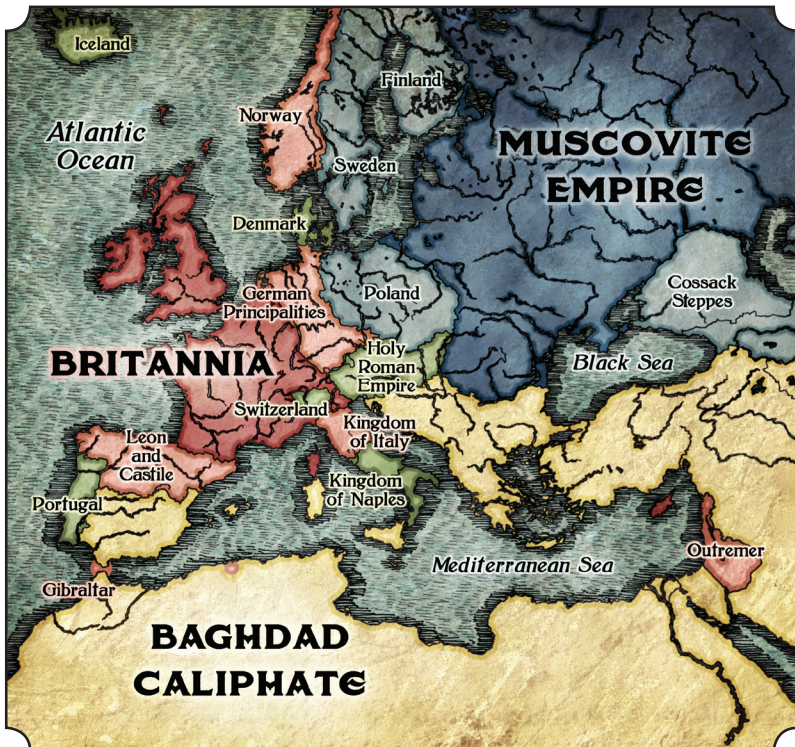 Iceland
Finland
Norway
Atlantic
Ocean
MUSCOVITE
EMPIRE
Sweden
Denmark
Cossack
Steppes
German
Principalities
Poland
BRITANNIA
Holy
Roman
Empire
Black Sea
Switzerland
Kingdom
of Italy
Leon
and
Castile
Kingdom
of Naples
Portugal
Outremer
Mediterranean Sea
Gibraltar
BAGHDAD
CALIPHATE